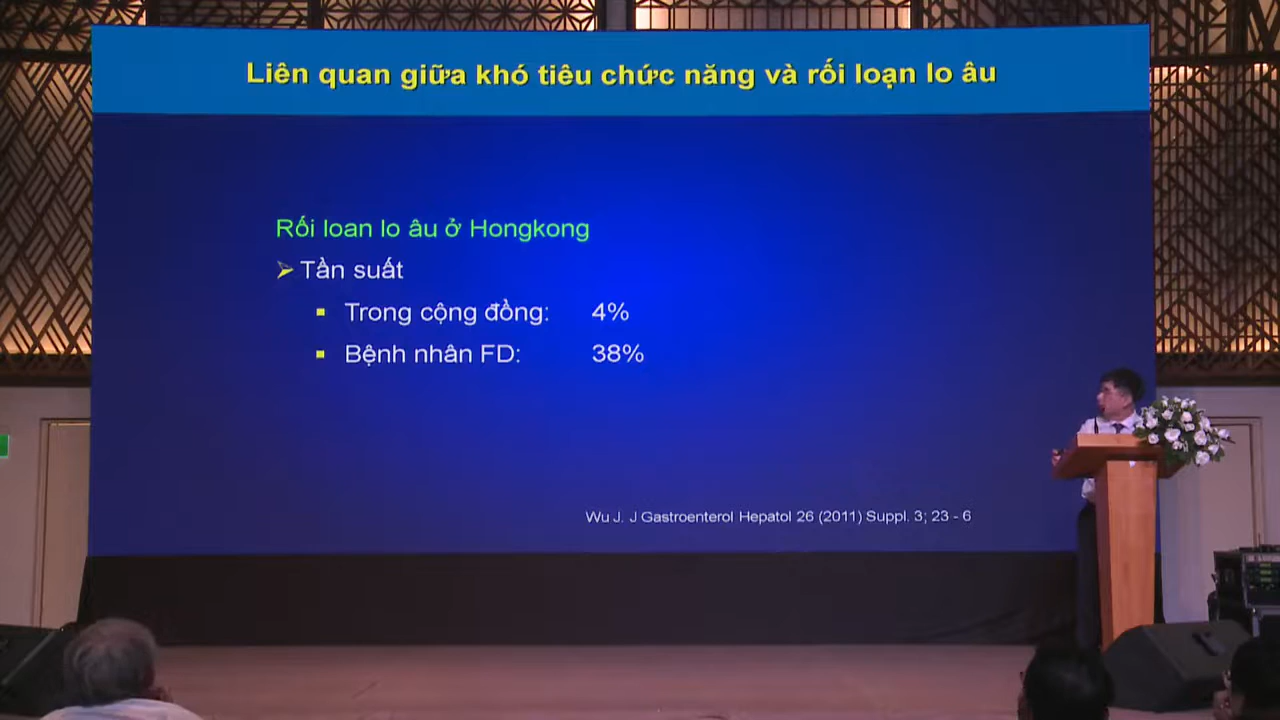 Liên quan giữa khó tiêu chức năng và rối loạn lo âu
Rối loan lo âu ở Hongkong
Tần suất
Trong cộng đồng: 4%
Bệnh nhân FD: 38%
Wu J. J Gastroenterol Hepatol 26 (2011) Suppl. 3; 23 - 6